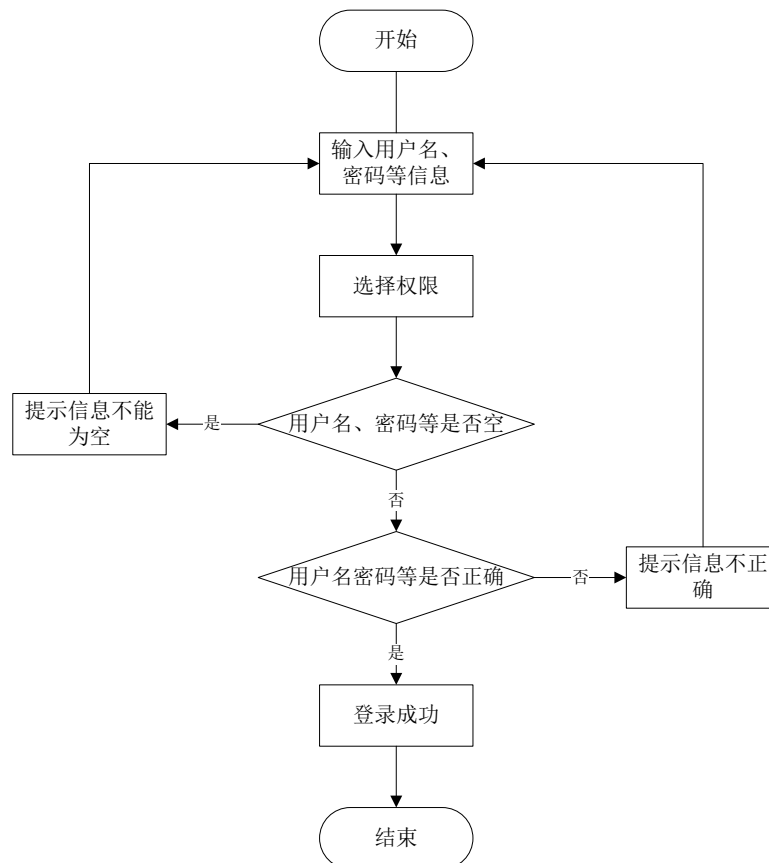 开始
输入用户名、
密码等信息
选择权限
用户名、密码等是否空
是
提示信息不能
为空
否
用户名密码等是否正确
否
提示信息不正
确
是
登录成功
结束